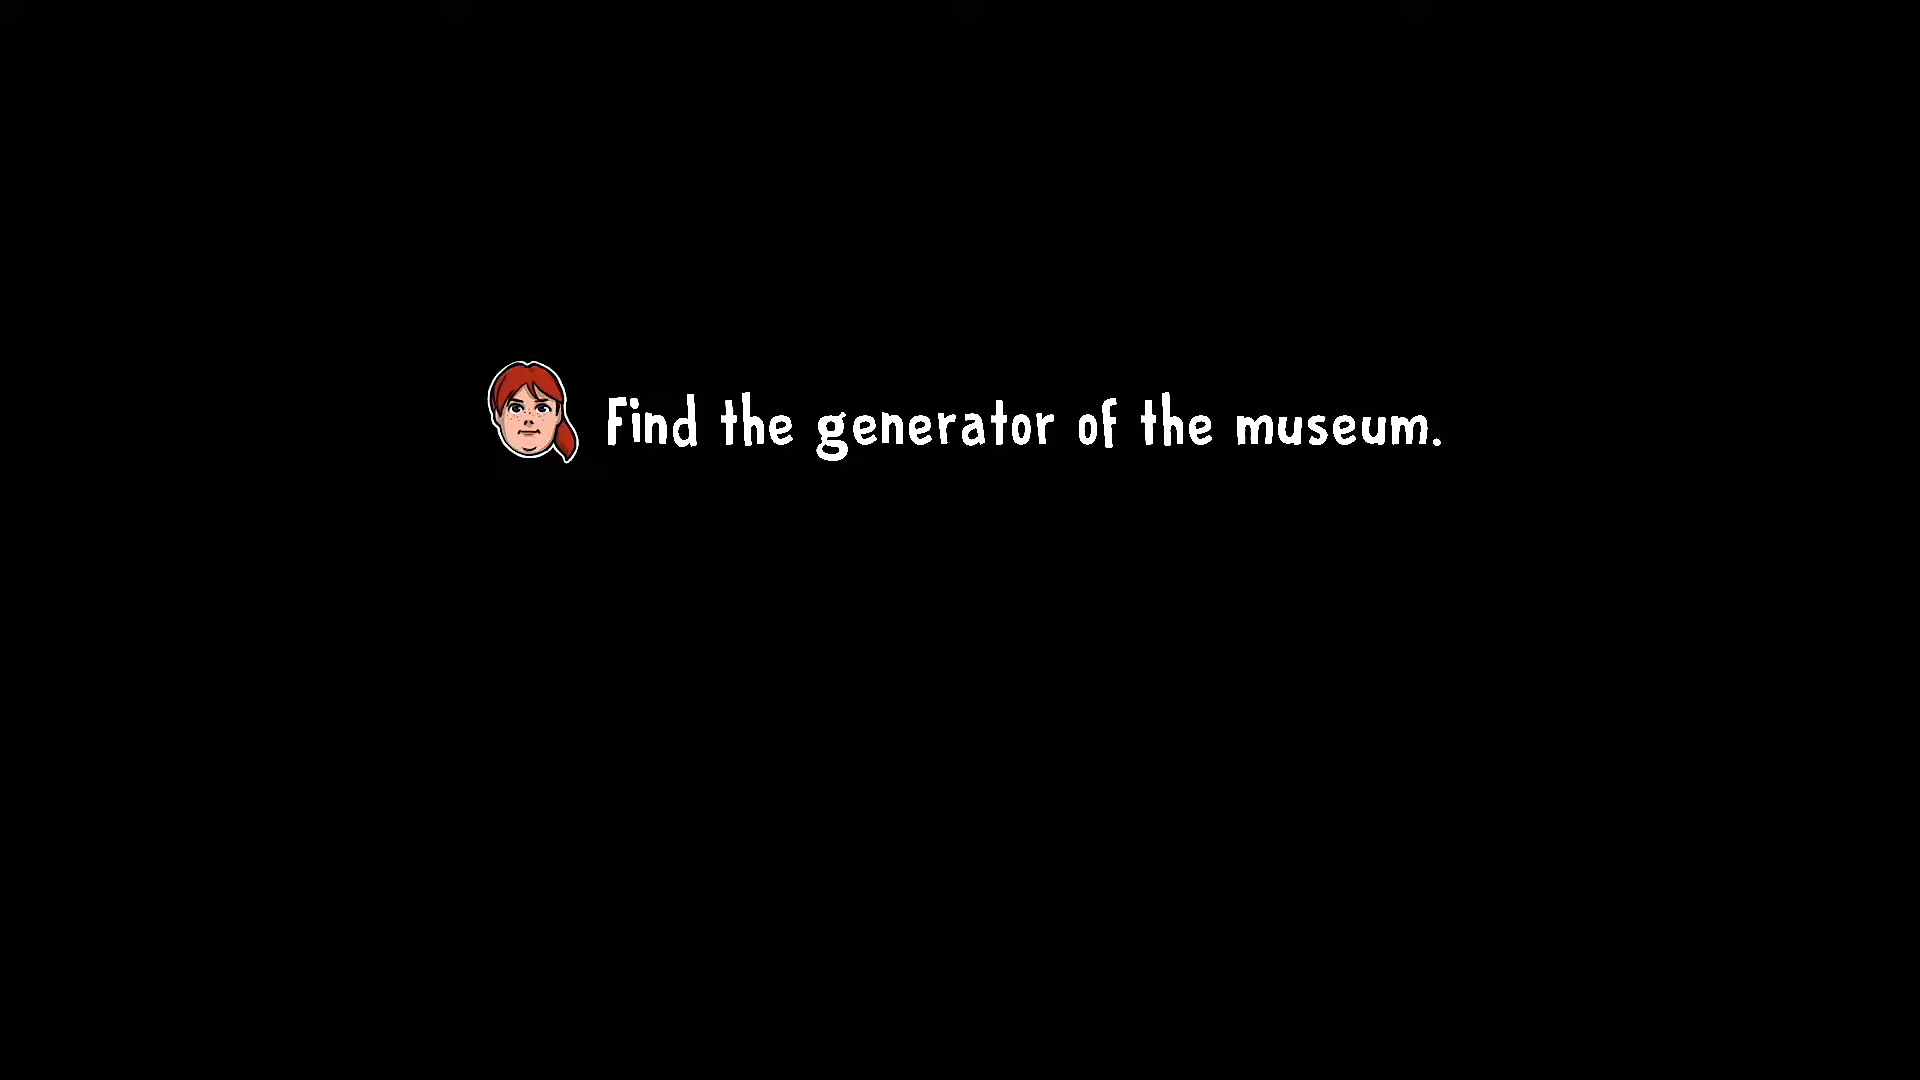 Find the generator of the museum.